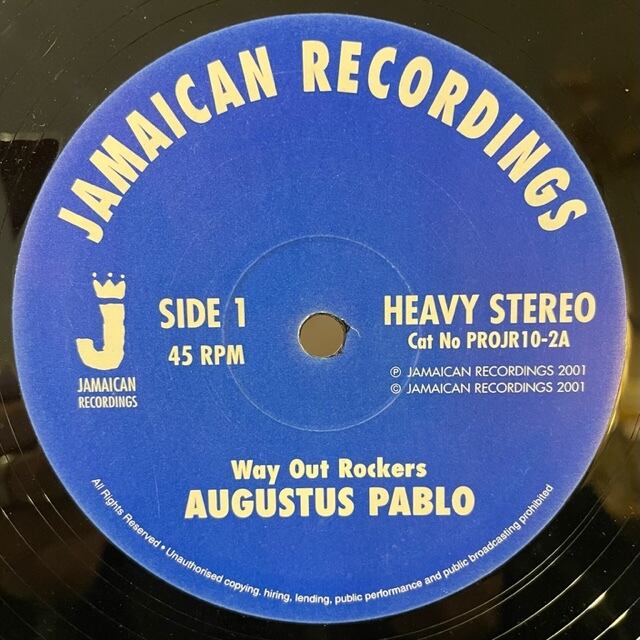 JAMAICAN RECORDINGS
J
JAMAICAN
RECORDINGS
SIDE 1
45 RPM
HEAVY STEREO
Cat No PROJR10-2A
℗ JAMAICAN RECORDINGS 2001
© JAMAICAN RECORDINGS 2001
Way Out Rockers
AUGUSTUS PABLO
All Rights Reserved • Unauthorised copying, hiring, lending, public performance and public broadcasting prohibited